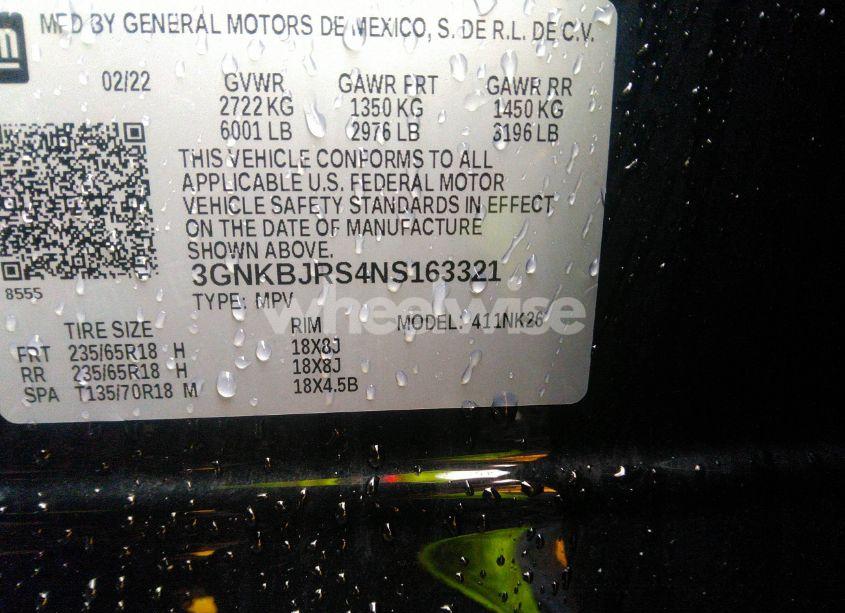 gm
MFD BY GENERAL MOTORS DE MEXICO, S. DE R.L. DE C.V.
02/22 GVWR GAWR FRT GAWR RR
2722 KG 1350 KG 1450 KG
6001 LB 2976 LB 3196 LB
THIS VEHICLE CONFORMS TO ALL
APPLICABLE U.S. FEDERAL MOTOR
VEHICLE SAFETY STANDARDS IN EFFECT
ON THE DATE OF MANUFACTURE
SHOWN ABOVE.
8555
3GNKBJRS4NS163321
TYPE: MPV
wheelwise
MODEL: 411NK26
TIRE SIZE RIM
FRT 235/65R18 H 18X8J
RR 235/65R18 H 18X8J
SPA T135/70R18 M 18X4.5B